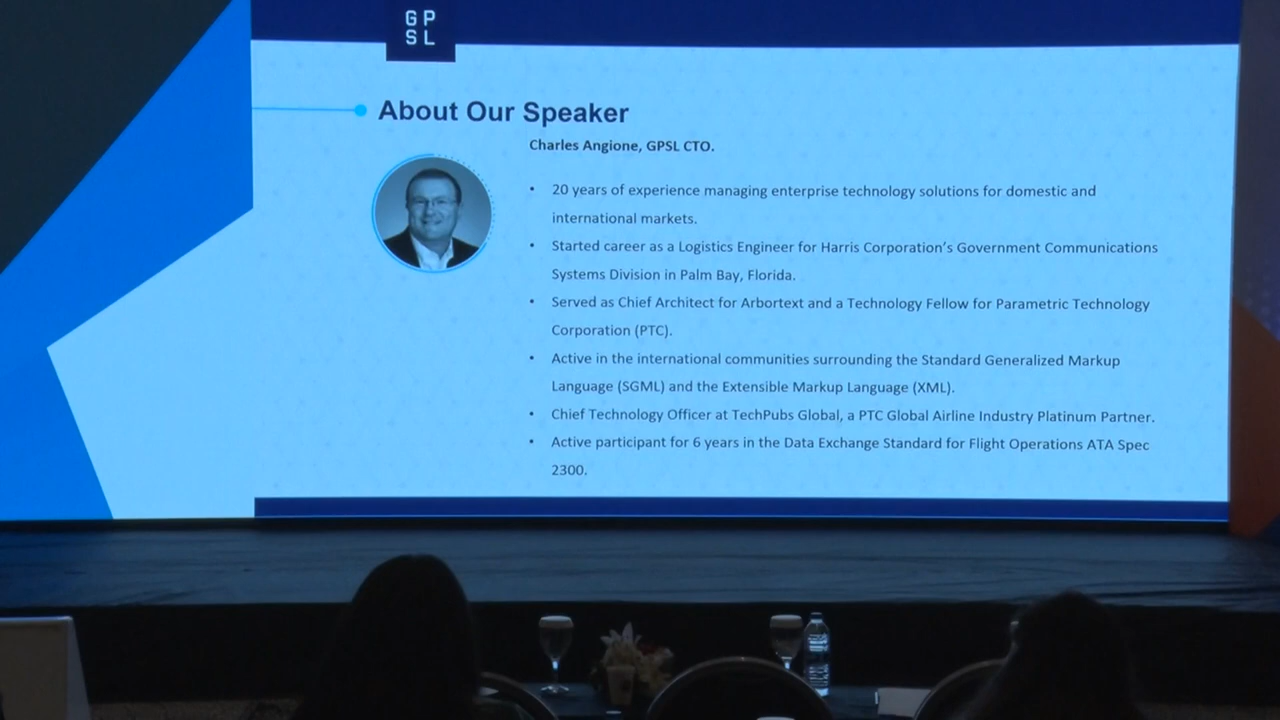 GP
SL
About Our Speaker
Charles Angione, GPSL CTO.
• 20 years of experience managing enterprise technology solutions for domestic and
international markets.
• Started career as a Logistics Engineer for Harris Corporation's Government Communications
Systems Division in Palm Bay, Florida.
• Served as Chief Architect for Arbortext and a Technology Fellow for Parametric Technology
Corporation (PTC).
• Active in the international communities surrounding the Standard Generalized Markup
Language (SGML) and the Extensible Markup Language (XML).
• Chief Technology Officer at TechPubs Global, a PTC Global Airline Industry Platinum Partner.
• Active participant for 6 years in the Data Exchange Standard for Flight Operations ATA Spec
2300.